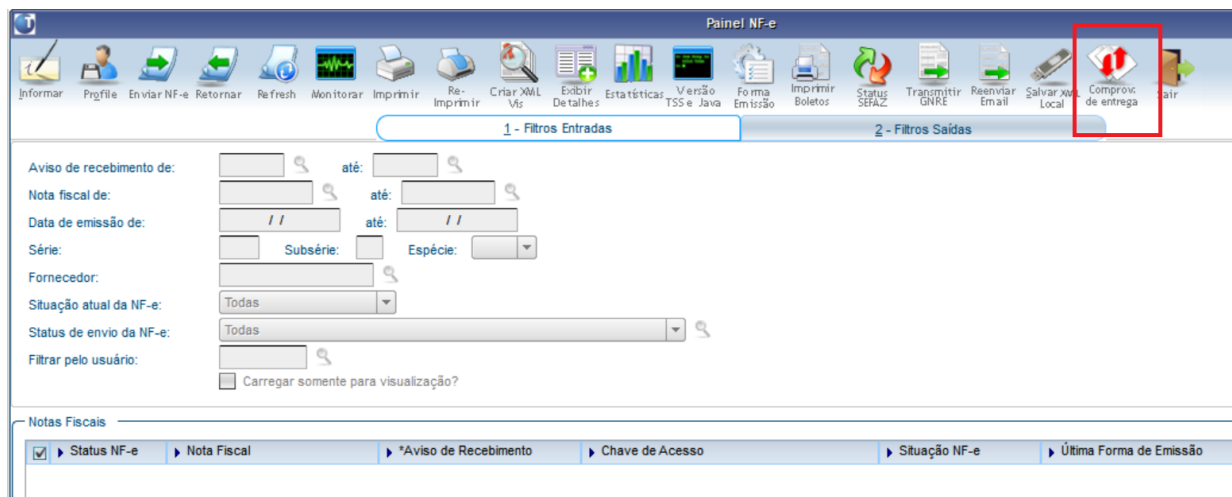 Painel NF-e
Informar Profile Enviar NF-e Retornar Refresh Monitorar Imprimir Re-Imprimir Criar XML Vis Exibir Detalhes Estatísticas Versão TSS e Java Forma Emissão Imprimir Boletos Status SEFAZ Transmitir GNRE Reenviar Email Salvar XML Local Comprov. de entrega Sair
1 - Filtros Entradas 2 - Filtros Saídas
Aviso de recebimento de: até:
Nota fiscal de: até:
Data de emissão de: / / até: / /
Série: Subsérie: Espécie:
Fornecedor:
Situação atual da NF-e: Todas
Status de envio da NF-e: Todas
Filtrar pelo usuário:
Carregar somente para visualização?
Notas Fiscais
Status NF-e Nota Fiscal *Aviso de Recebimento Chave de Acesso Situação NF-e Última Forma de Emissão